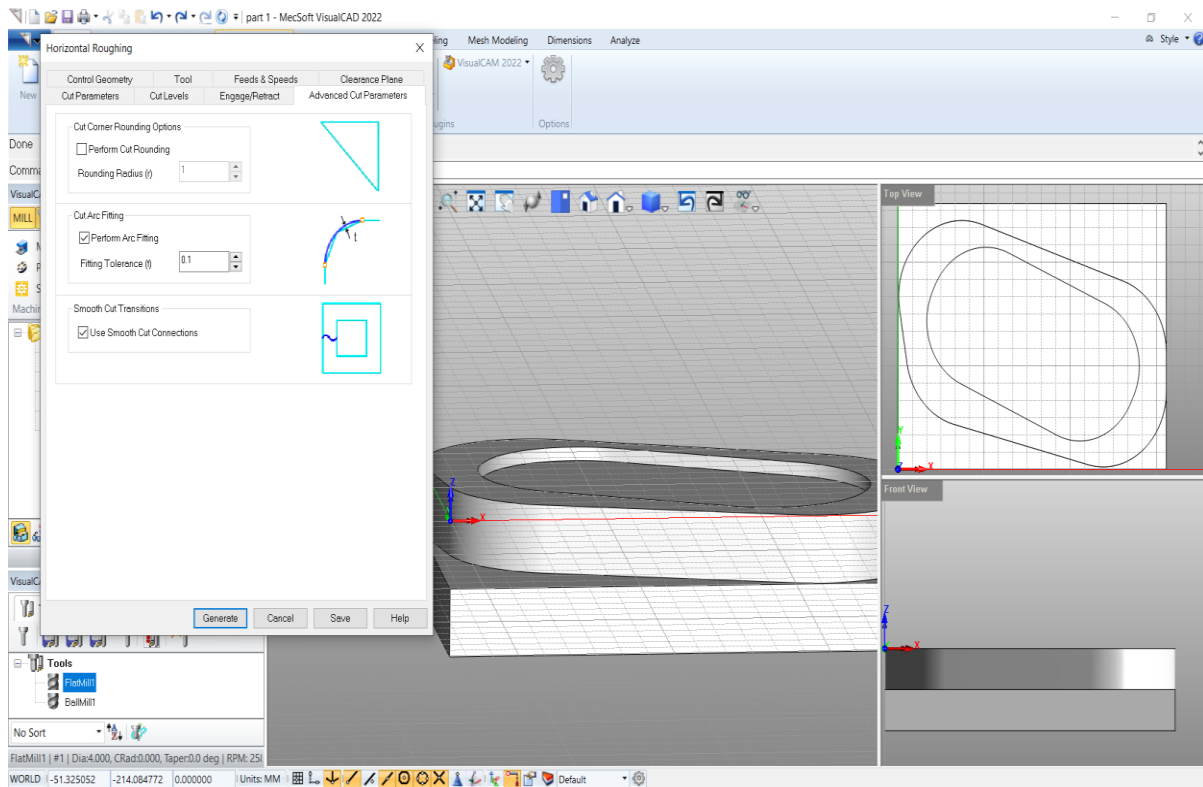 part 1 - MecSoft VisualCAD 2022
Mesh Modeling Dimensions Analyze
Style
Horizontal Roughing
VisualCAM 2022
New
Options
Control Geometry Tool Feeds & Speeds Clearance Plane
Cut Parameters Cut Levels Engage/Retract Advanced Cut Parameters
Cut Corner Rounding Options
Perform Cut Rounding
Rounding Radius (r) 1
Done
Cut Arc Fitting
Perform Arc Fitting
Fitting Tolerance (t) 0.1
t
MILL
Smooth Cut Transitions
Use Smooth Cut Connections
Top View
Y
Z
X
Z
X
Front View
Z
X
Generate Cancel Save Help
Tools
FlatMill1
BallMill1
No Sort
FlatMill1 | #1 | Dia:4.000, CRad:0.000, Taper:0.0 deg | RPM: 25
WORLD -51.325052 -214.084772 0.000000 Units: MM Default